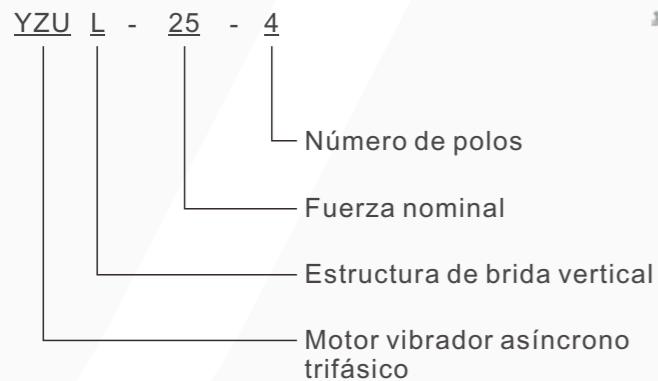 YZU L - 25 - 4
Número de polos
Fuerza nominal
Estructura de brida vertical
Motor vibrador asíncrono
trifásico